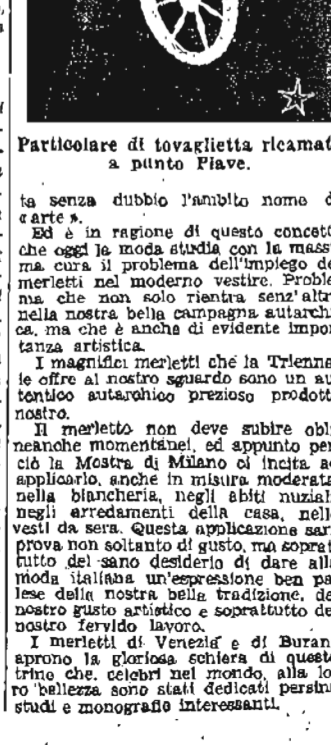 Particolare di tovaglietta ricamat
a punto Piave.
ta senza dubbio l'ambito nome d
« arte ».
Ed è in ragione di questo concett
che oggi la moda studia con la mass
ma cura il problema dell'impiego de
merletti nel moderno vestire. Proble
ma che non solo rientra senz'altr
nella nostra bella campagna autarchi
ca, ma che è anche di evidente impor
tanza artistica.
I magnifici merletti che la Trienna
le offre al nostro sguardo sono un au
tentico autarchico prezioso prodott
nostro.
Il merletto non deve subire obli
neanche momentanei, ed appunto per
ciò la Mostra di Milano ci incita ad
applicarlo, anche in misura moderata
nella biancheria, negli abiti nuzial
negli arredamenti della casa, nell
vesti da sera. Questa applicazione sar
prova non soltanto di gusto, ma soprat
tutto del sano desiderio di dare all
moda italiana un'espressione ben pa
lese della nostra bella tradizione, de
nostro gusto artistico e soprattutto de
nostro fervido lavoro.
I merletti di Venezia e di Buran
aprono la gloriosa schiera di quest
trine che, celebri nel mondo, alla lo
ro bellezza sono stati dedicati persin
studi e monografie interessanti.